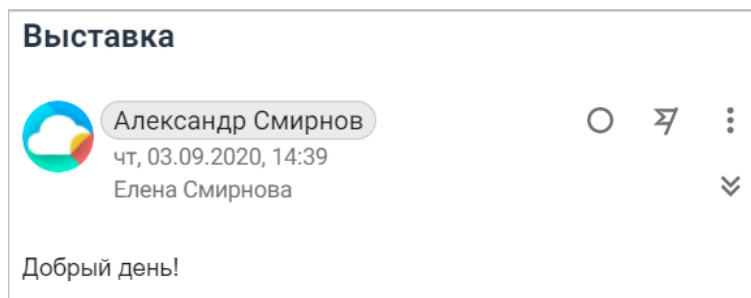 Выставка
Александр Смирнов
чт, 03.09.2020, 14:39
Елена Смирнова
Добрый день!